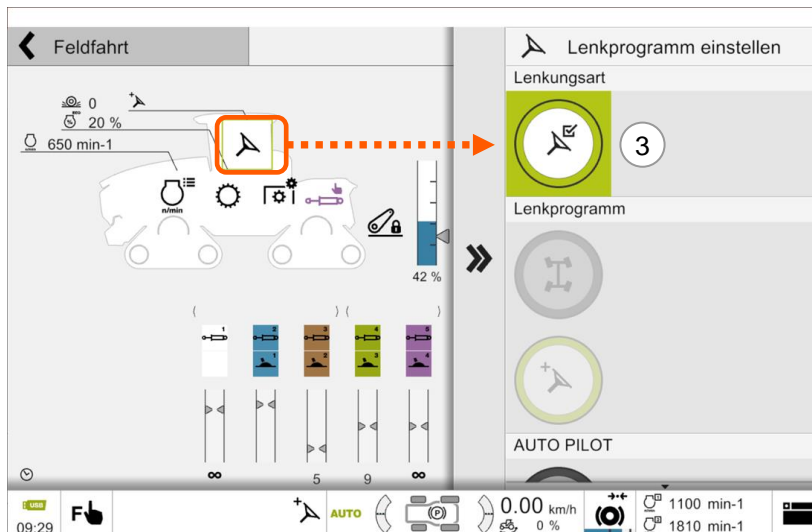 Feldfahrt
Lenkprogramm einstellen
Lenkungsart
0
20 %
650 min-1
n/min
3
Lenkprogramm
42 %
1 2 3 4 5
1 2 3 4
AUTO PILOT
∞ 5 9 ∞
USB
09:29
F
AUTO
(P)
0.00 km/h
0 %
1100 min-1
1810 min-1